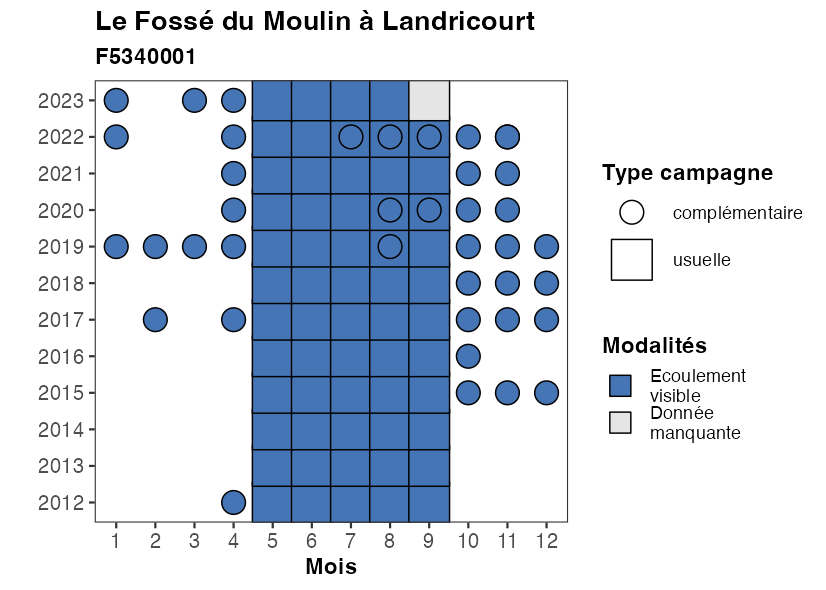 Le Fossé du Moulin à Landricourt
F5340001
2023
2022
2021
2020
2019
2018
2017
2016
2015
2014
2013
2012
1 2 3 4 5 6 7 8 9 10 11 12
Mois
Type campagne
complémentaire
usuelle
Modalités
Ecoulement
visible
Donnée
manquante